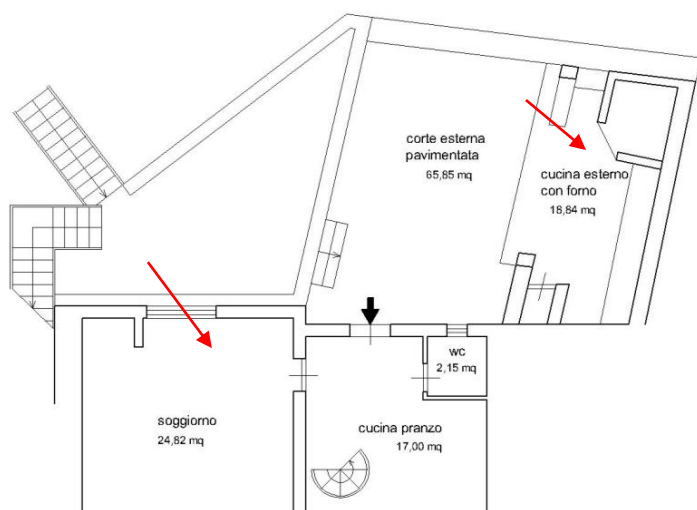 corte esterna
pavimentata
65,85 mq
cucina esterno
con forno
18,84 mq
wc
2,15 mq
soggiorno
24,82 mq
cucina pranzo
17,00 mq